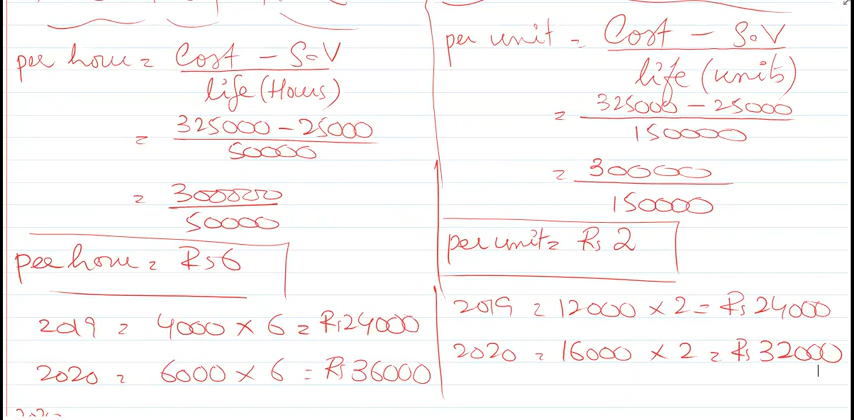 per hour = Cost - S.V
life (Hours)
= 325000 - 25000
50000
= 3000000
50000
per hour = Rs 6
2019 = 4000 × 6 = Rs 24000
2020 = 6000 × 6 = Rs 36000
per unit = Cost - S.V
life (units)
= 325000 - 25000
150000
= 300000
150000
per unit = Rs 2
2019 = 12000 × 2 = Rs 24000
2020 = 16000 × 2 = Rs 32000